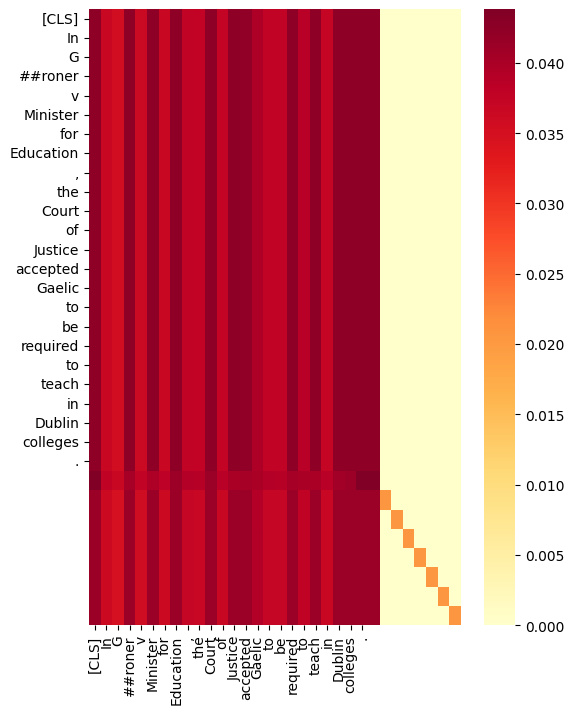 [CLS]
In
G
##roner
v
Minister
for
Education
,
the
Court
of
Justice
accepted
Gaelic
to
be
required
to
teach
in
Dublin
colleges
.
0.040
0.035
0.030
0.025
0.020
0.015
0.010
0.005
0.000
[CLS]
In
G
##roner
v
Minister
for
Education
,
the
Court
of
Justice
accepted
Gaelic
to
be
required
to
teach
in
Dublin
colleges
.